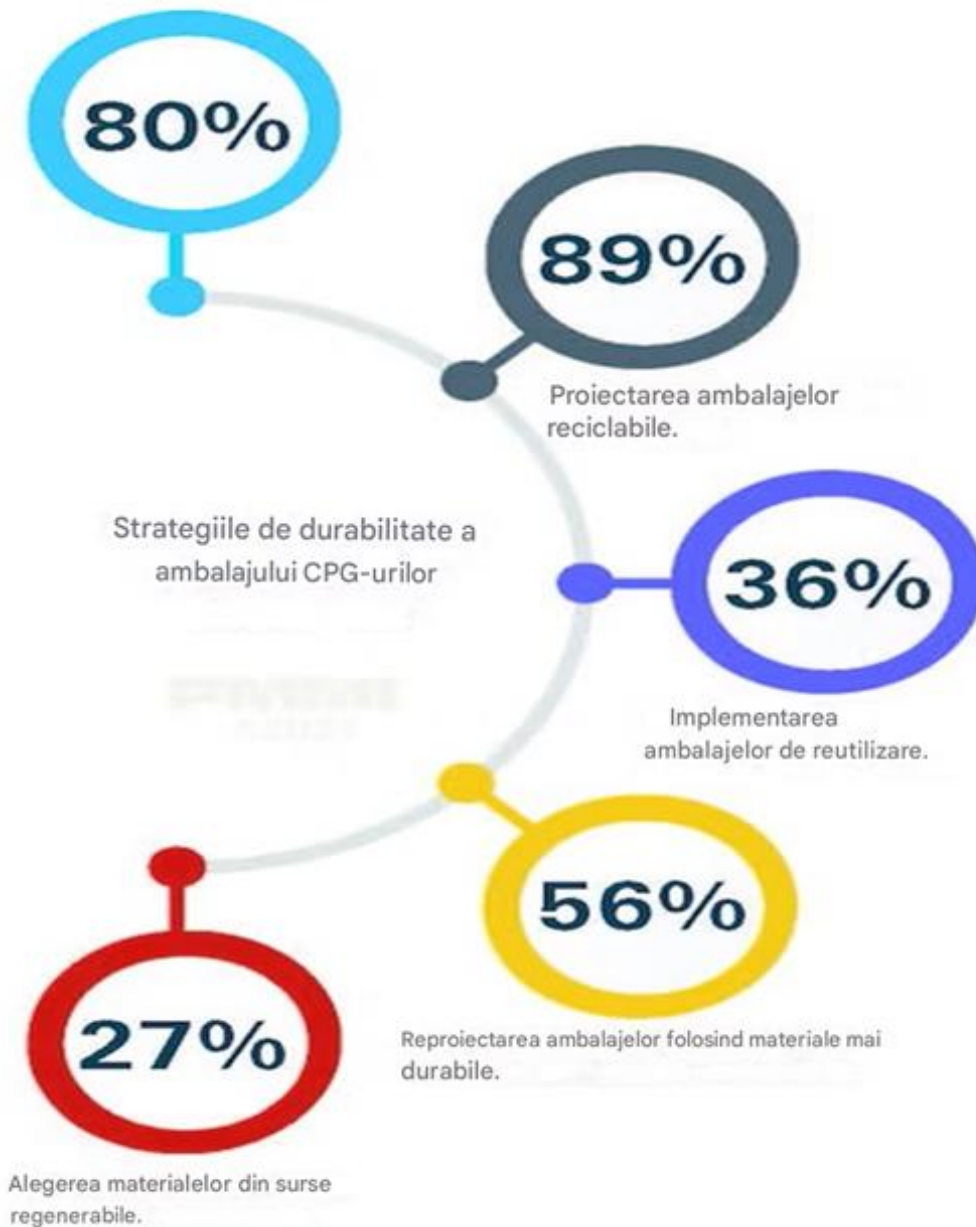 80%
89%
Proiectarea ambalajelor
reciclabile.
Strategiile de durabilitate a
ambalajului CPG-urilor
36%
Implementarea
ambalajelor de reutilizare.
56%
Reproiectarea ambalajelor folosind materiale mai
durabile.
27%
Alegerea materialelor din surse
regenerabile.